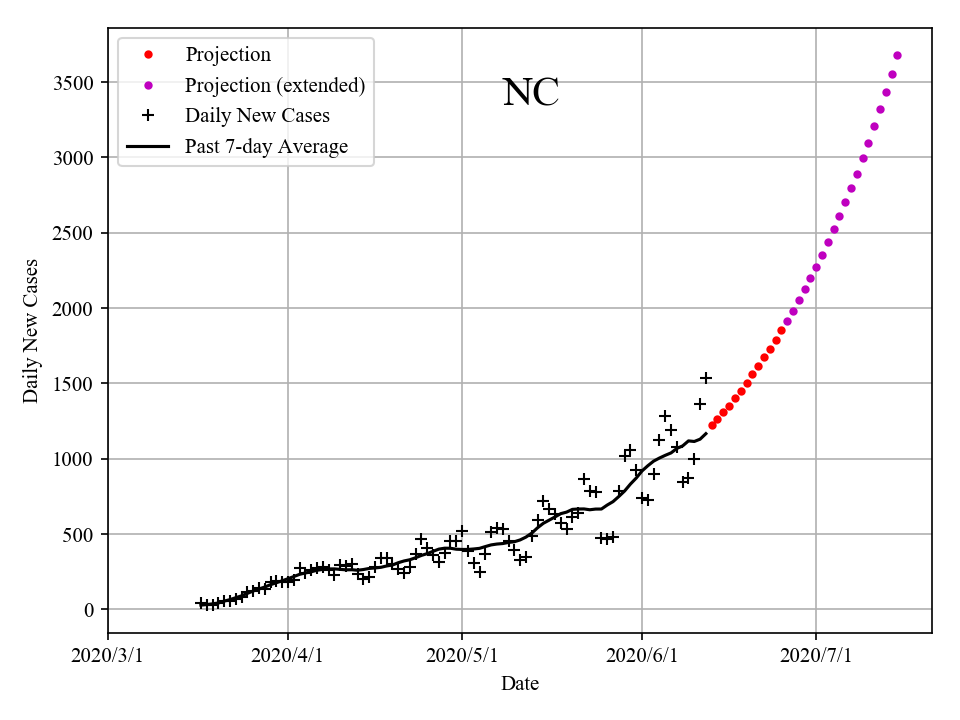 Projection
Projection (extended)
Daily New Cases
Past 7-day Average
NC
3500
3000
2500
2000
1500
1000
500
0
Daily New Cases
2020/3/1 2020/4/1 2020/5/1 2020/6/1 2020/7/1
Date